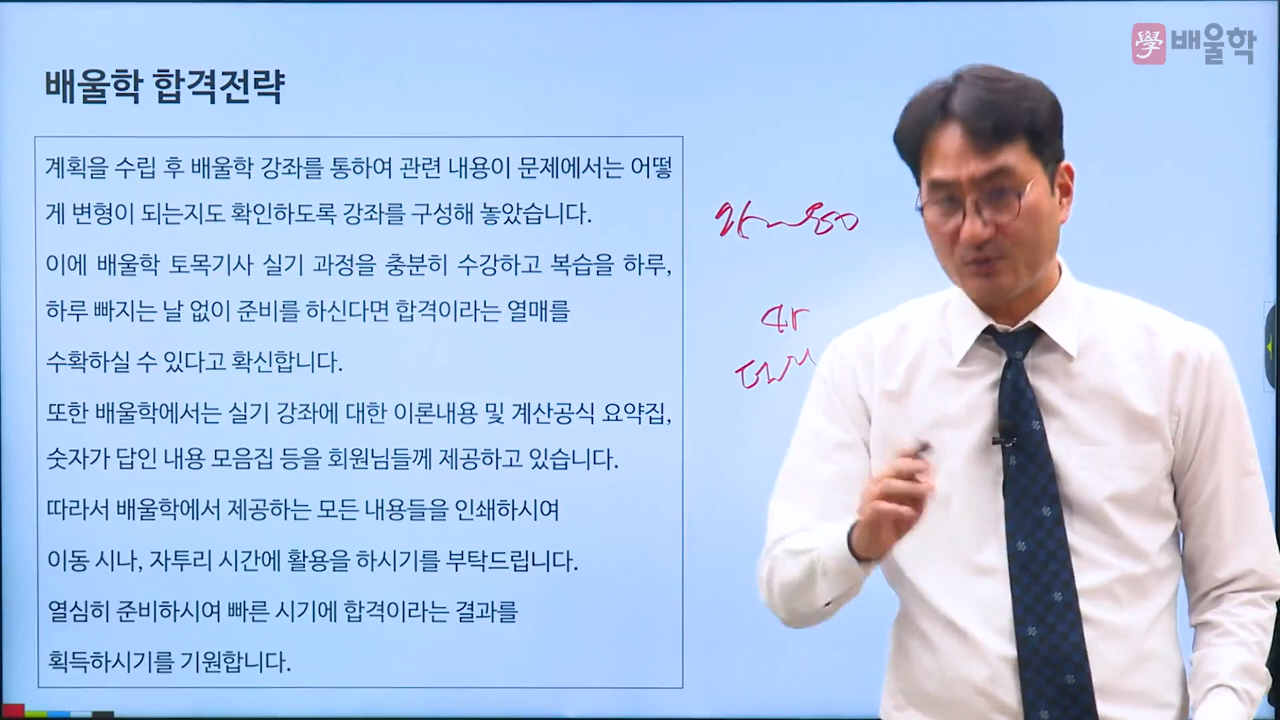 學배울학
배울학 합격전략
계획을 수립 후 배울학 강좌를 통하여 관련 내용이 문제에서는 어떻
게 변형이 되는지도 확인하도록 강좌를 구성해 놓았습니다.
이에 배울학 토목기사 실기 과정을 충분히 수강하고 복습을 하루,
하루 빠지는 날 없이 준비를 하신다면 합격이라는 열매를
수확하실 수 있다고 확신합니다.
또한 배울학에서는 실기 강좌에 대한 이론내용 및 계산공식 요약집,
숫자가 답인 내용 모음집 등을 회원님들께 제공하고 있습니다.
따라서 배울학에서 제공하는 모든 내용들을 인쇄하시여
이동 시나, 자투리 시간에 활용을 하시기를 부탁드립니다.
열심히 준비하시여 빠른 시기에 합격이라는 결과를
획득하시기를 기원합니다.